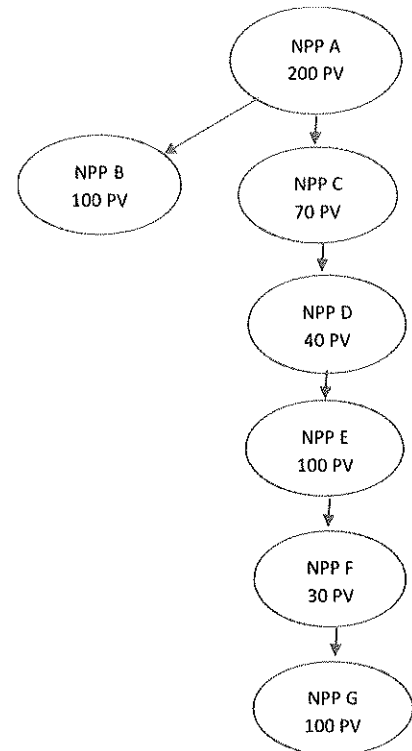 NPP A
200 PV
NPP B
100 PV
NPP C
70 PV
NPP D
40 PV
NPP E
100 PV
NPP F
30 PV
NPP G
100 PV